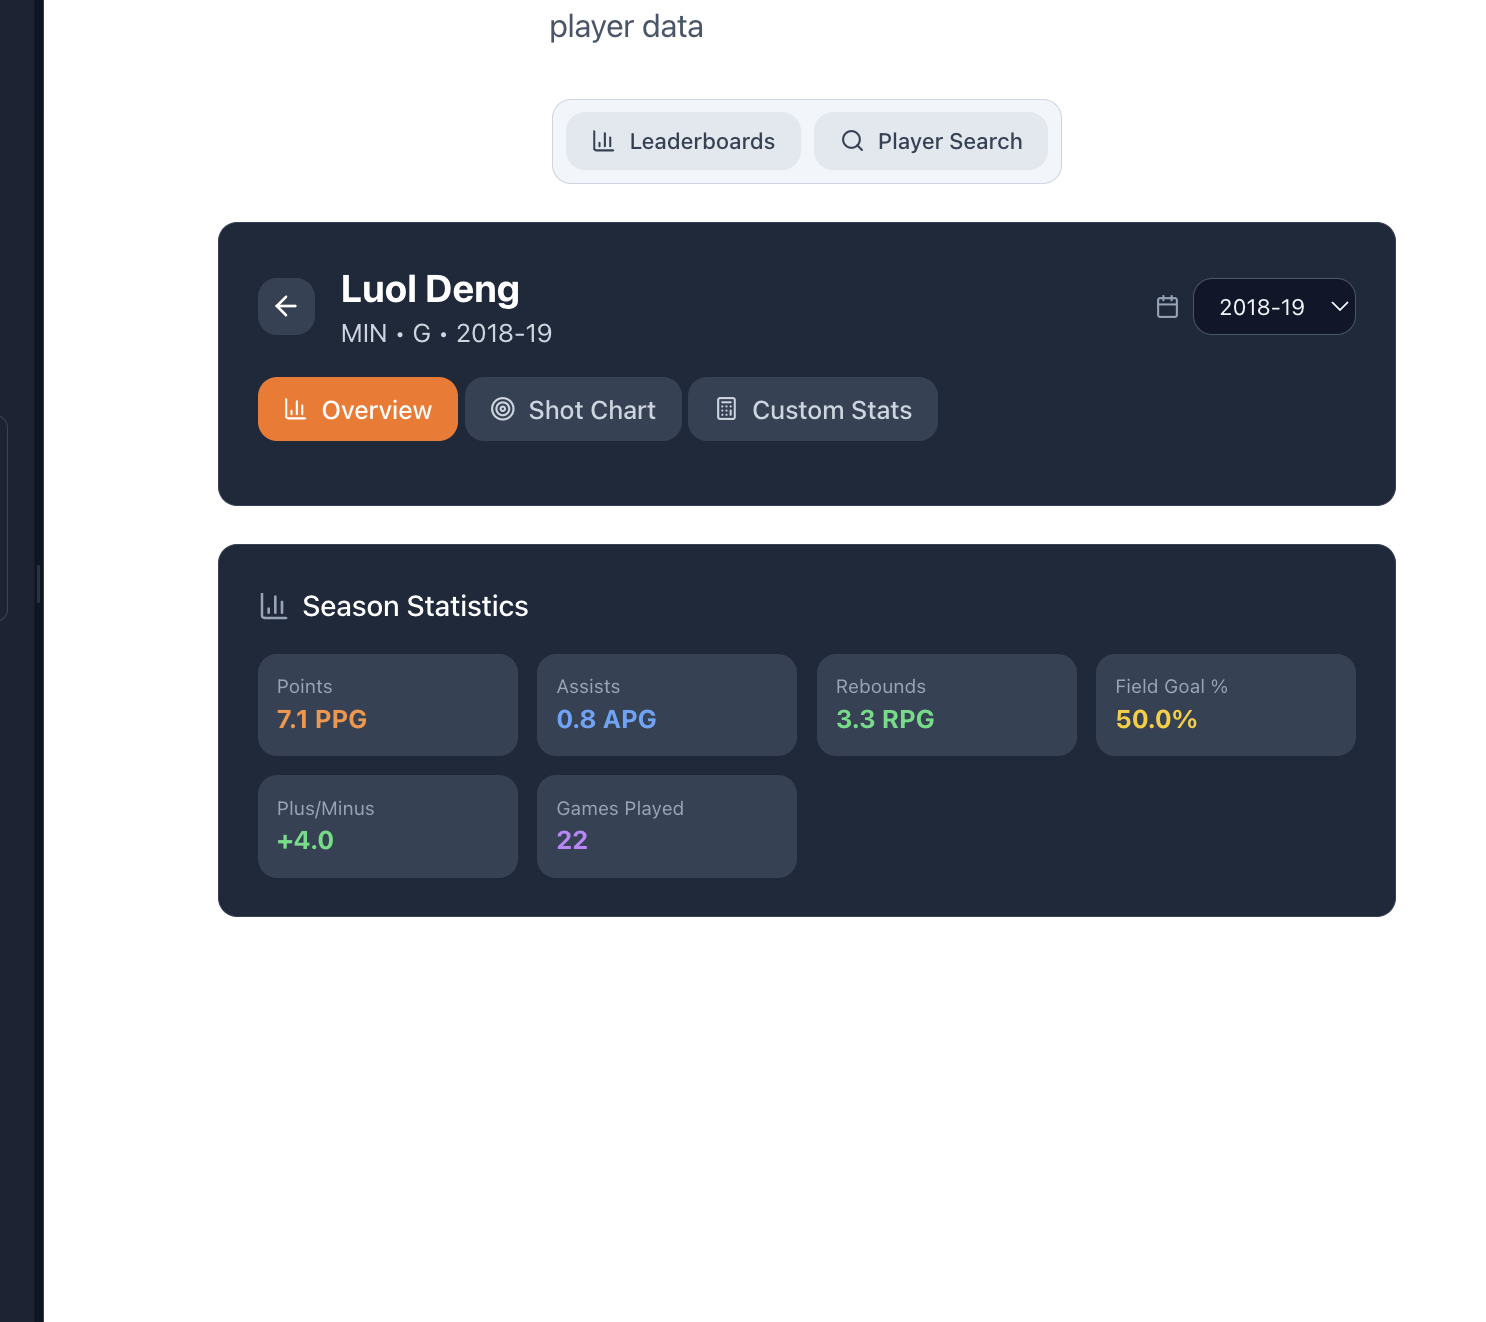 player data
Leaderboards
Player Search
Luol Deng
MIN • G • 2018-19
2018-19
Overview
Shot Chart
Custom Stats
Season Statistics
Points
7.1 PPG
Assists
0.8 APG
Rebounds
3.3 RPG
Field Goal %
50.0%
Plus/Minus
+4.0
Games Played
22